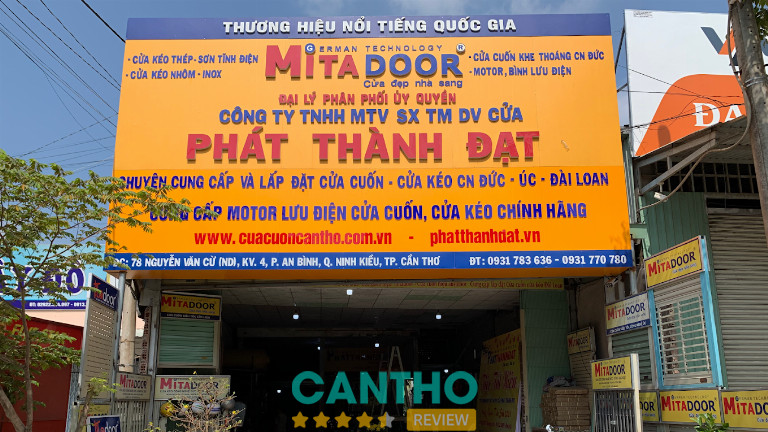 THƯƠNG HIỆU NỔI TIẾNG QUỐC GIA
- CỬA KÉO THÉP-SƠN TĨNH ĐIỆN
- CỬA KÉO NHÔM - INOX
GERMAN TECHNOLOGY
MITADOOR®
Cửa đẹp nhà sang
- CỬA CUỐN KHE THOÁNG CN ĐỨC
- MOTOR, BÌNH LƯU ĐIỆN
ĐẠI LÝ PHÂN PHỐI ỦY QUYỀN
CÔNG TY TNHH MTV SX TM DV CỬA
PHÁT THÀNH ĐẠT
CHUYÊN CUNG CẤP VÀ LẮP ĐẶT CỬA CUỐN - CỬA KÉO CN ĐỨC - ÚC - ĐÀI LOAN
CUNG CẤP MOTOR LƯU ĐIỆN CỬA CUỐN, CỬA KÉO CHÍNH HÃNG
www.cuacuoncantho.com.vn - phatthanhdat.vn
ĐC: 78 NGUYỄN VĂN CỪ (ND), KV. 4, P. AN BÌNH, Q. NINH KIỀU, TP. CẦN THƠ ĐT: 0931 783 636 - 0931 770 780
MITADOOR
MITADOOR
MITADOOR
MITADOOR
MITADOOR
MITADOOR
MITADOOR
MITADOOR
MITADOOR
MITADOOR
MITADOOR
CANTHO
REVIEW